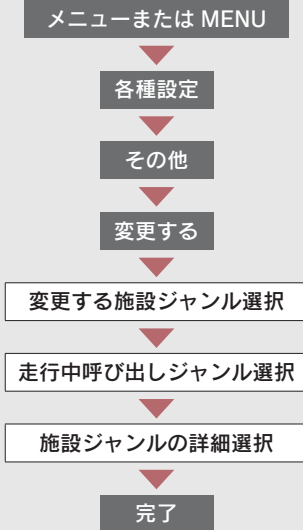 メニューまたは MENU
各種設定
その他
変更する
変更する施設ジャンル選択
走行中呼び出しジャンル選択
施設ジャンルの詳細選択
完了